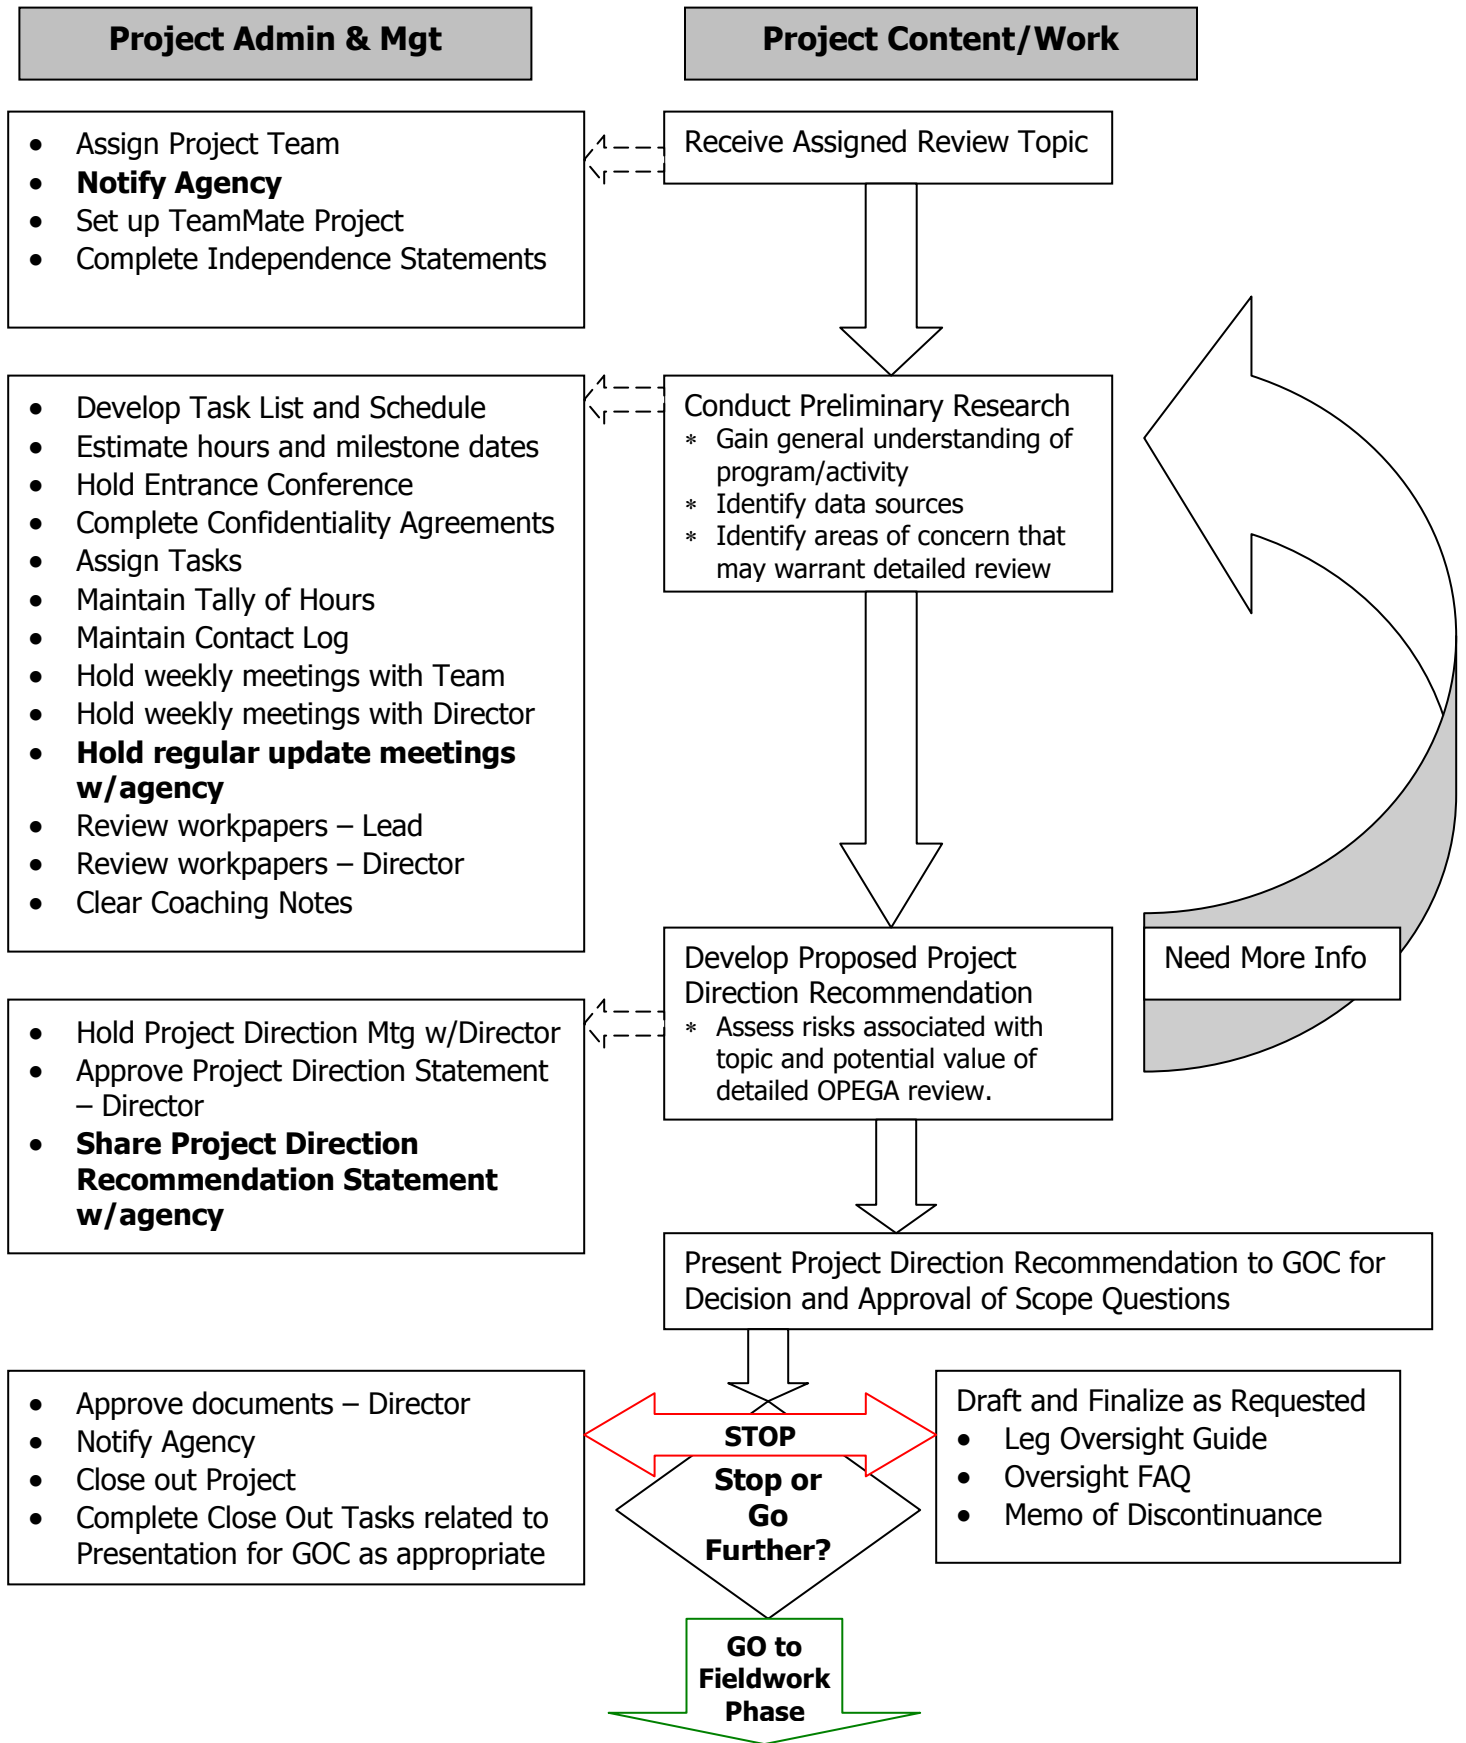 Project Admin & Mgt
Project Content/Work
• Assign Project Team
• Notify Agency
• Set up TeamMate Project
• Complete Independence Statements
Receive Assigned Review Topic
• Develop Task List and Schedule
• Estimate hours and milestone dates
• Hold Entrance Conference
• Complete Confidentiality Agreements
• Assign Tasks
• Maintain Tally of Hours
• Maintain Contact Log
• Hold weekly meetings with Team
• Hold weekly meetings with Director
• Hold regular update meetings
w/agency
• Review workpapers – Lead
• Review workpapers – Director
• Clear Coaching Notes
Conduct Preliminary Research
* Gain general understanding of
program/activity
* Identify data sources
* Identify areas of concern that
may warrant detailed review
Need More Info
Develop Proposed Project
Direction Recommendation
* Assess risks associated with
topic and potential value of
detailed OPEGA review.
• Hold Project Direction Mtg w/Director
• Approve Project Direction Statement
– Director
• Share Project Direction
Recommendation Statement
w/agency
Present Project Direction Recommendation to GOC for
Decision and Approval of Scope Questions
• Approve documents – Director
• Notify Agency
• Close out Project
• Complete Close Out Tasks related to
Presentation for GOC as appropriate
STOP
Stop or
Go
Further?
Draft and Finalize as Requested
• Leg Oversight Guide
• Oversight FAQ
• Memo of Discontinuance
GO to
Fieldwork
Phase